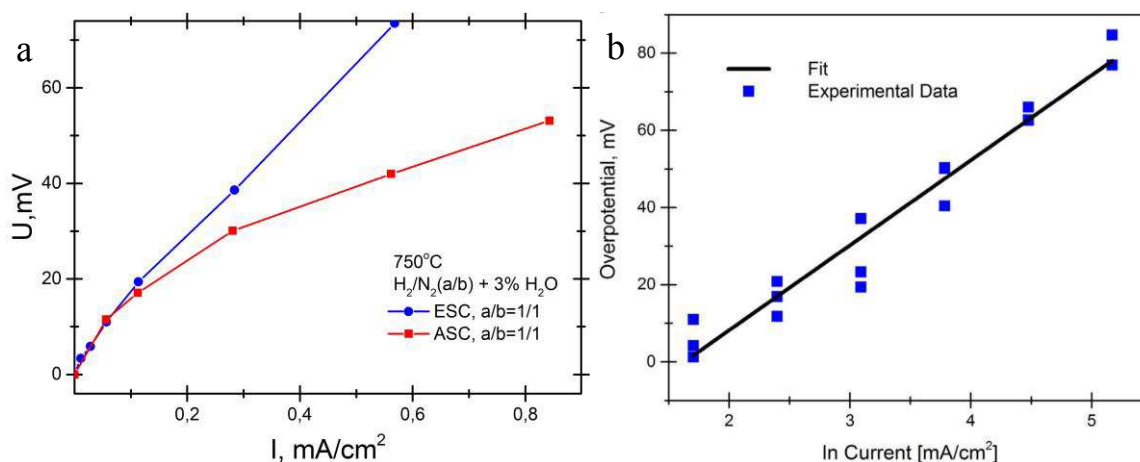 a
60
40
20
0
U,mV
750°C
H₂/N₂(a/b) + 3% H₂O
ESC, a/b=1/1
ASC, a/b=1/1
0,2 0,4 0,6 0,8
I, mA/cm²
b
80
60
40
20
0
Overpotential, mV
Fit
Experimental Data
2 3 4 5
ln Current [mA/cm²]